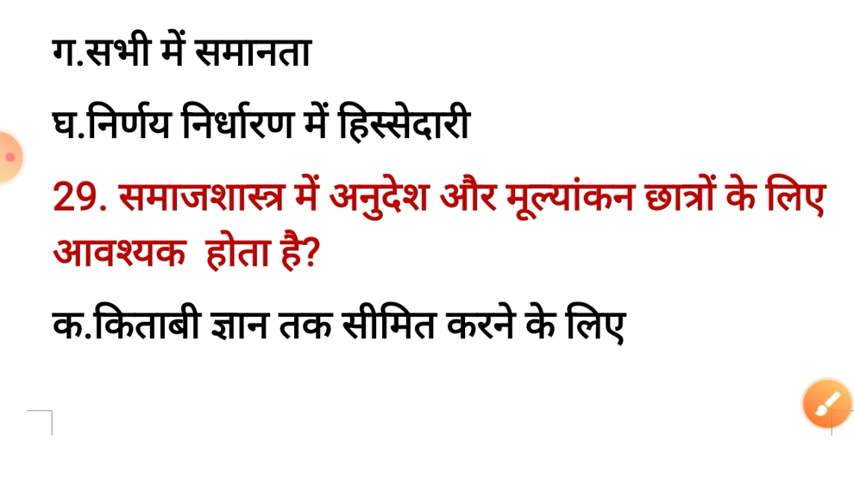 ग.सभी में समानता
घ.निर्णय निर्धारण में हिस्सेदारी
29. समाजशास्त्र में अनुदेश और मूल्यांकन छात्रों के लिए
आवश्यक होता है?
क.किताबी ज्ञान तक सीमित करने के लिए